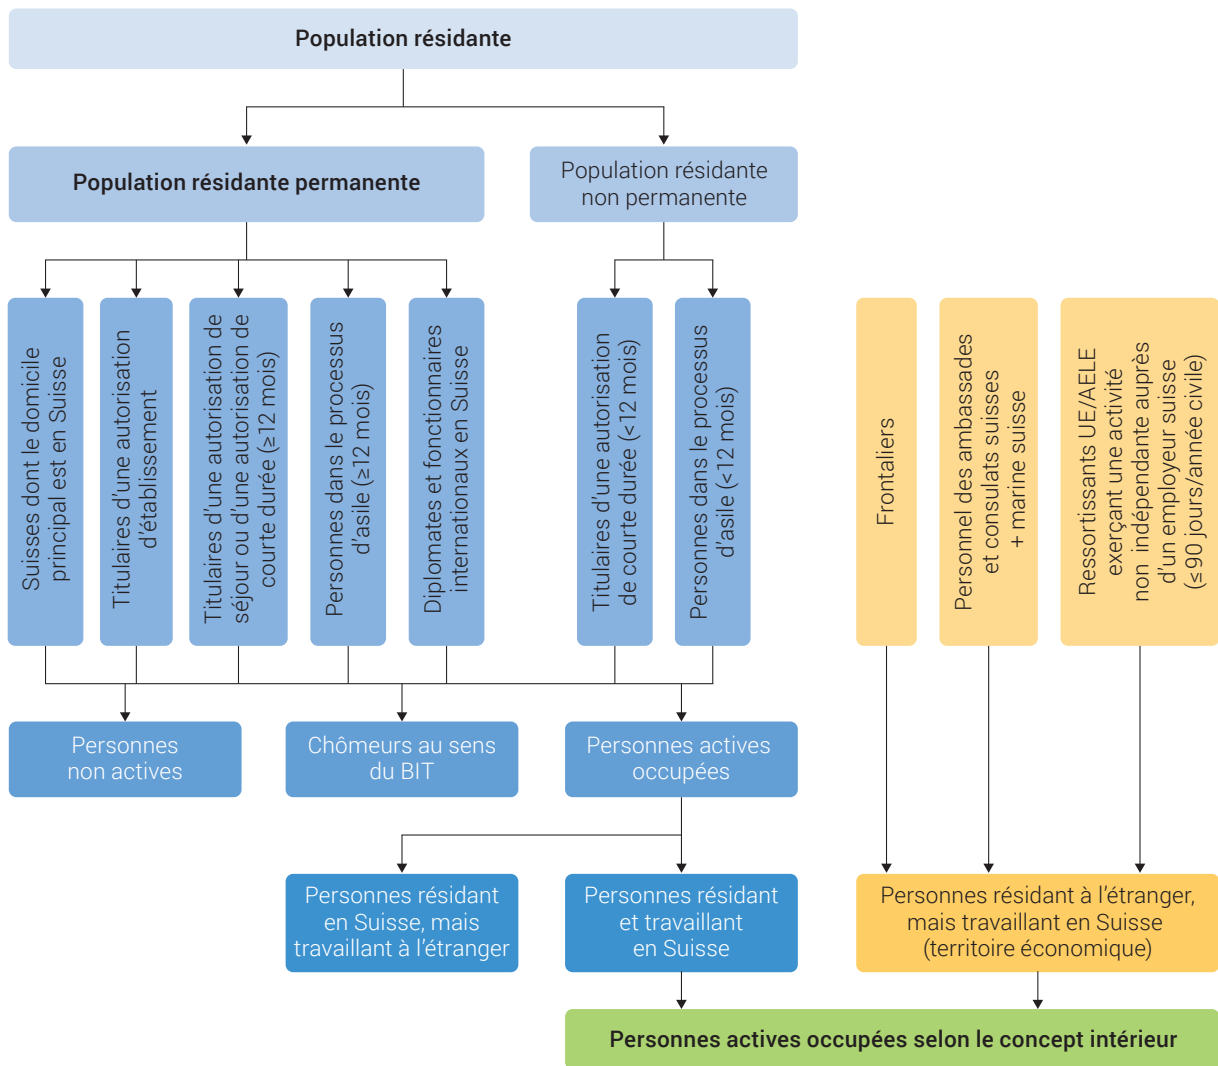 Population résidante
Population résidante permanente
Population résidante
non permanente
Suisses dont le domicile
principal est en Suisse
Titulaires d’une autorisation
d’établissement
Titulaires d’une autorisation de
séjour ou d’une autorisation de
courte durée (≥12 mois)
Personnes dans le processus
d’asile (≥12 mois)
Diplomates et fonctionnaires
internationaux en Suisse
Titulaires d’une autorisation
de courte durée (<12 mois)
Personnes dans le processus
d’asile (<12 mois)
Frontaliers
Personnel des ambassades
et consulats suisses
+ marine suisse
Ressortissants UE/AELE
exerçant une activité
non indépendante auprès
d’un employeur suisse
(≤90 jours/année civile)
Personnes
non actives
Chômeurs au sens
du BIT
Personnes actives
occupées
Personnes résidant
en Suisse, mais
travaillant à l’étranger
Personnes résidant
et travaillant
en Suisse
Personnes résidant à l’étranger,
mais travaillant en Suisse
(territoire économique)
Personnes actives occupées selon le concept intérieur